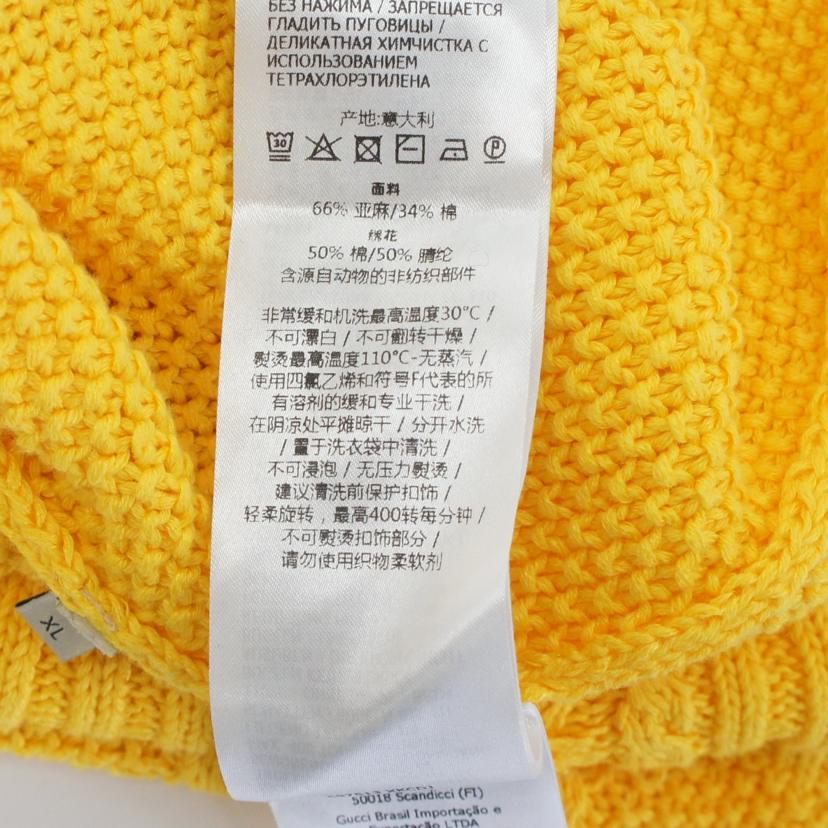 БЕЗ НАЖИМА / ЗАПРЕЩАЕТСЯ
ГЛАДИТЬ ПУГОВИЦЫ /
ДЕЛИКАТНАЯ ХИМЧИСТКА С
ИСПОЛЬЗОВАНИЕМ
ТЕТРАХЛОРЭТИЛЕНА
产地:意大利
30 P
面料
66% 亚麻/34% 棉
绣花
50% 棉/50% 腈纶
含源自动物的非纺织部件
非常缓和机洗最高温度30°C /
不可漂白 / 不可翻转干燥 /
熨烫最高温度110°C-无蒸汽 /
使用四氯乙烯和符号F代表的所
有溶剂的缓和专业干洗 /
在阴凉处平摊晾干 / 分开水洗
/ 置于洗衣袋中清洗 /
不可浸泡 / 无压力熨烫 /
建议清洗前保护扣饰 /
轻柔旋转，最高400转每分钟 /
不可熨烫扣饰部分 /
请勿使用织物柔软剂
XL
50018 Scandicci (FI)
Gucci Brasil Importação e
Exportação LTDA